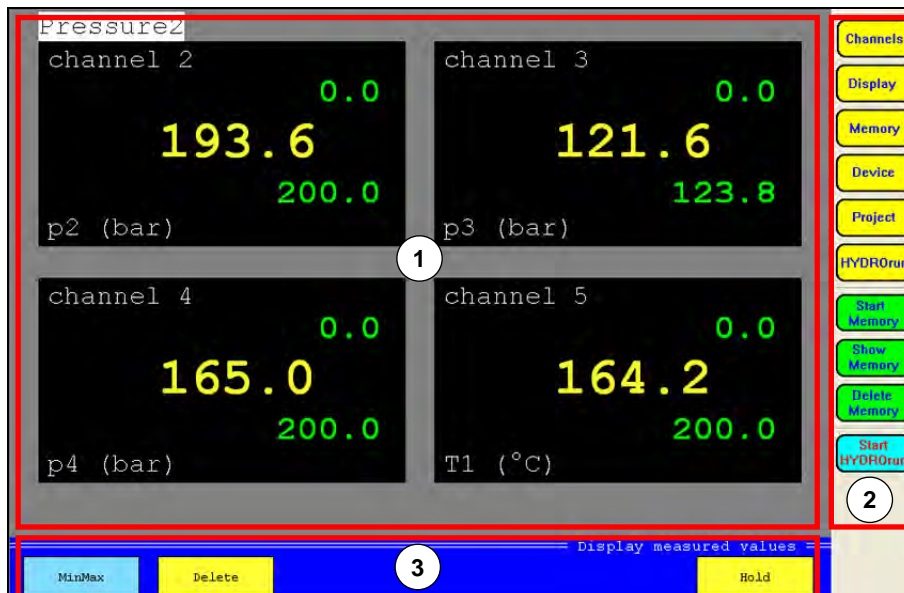 Pressure2
channel 2
0.0
193.6
200.0
p2 (bar)
channel 3
0.0
121.6
123.8
p3 (bar)
1
channel 4
0.0
165.0
200.0
p4 (bar)
channel 5
0.0
164.2
200.0
T1 (°C)
Channels
Display
Memory
Device
Project
HYDROrun
Start
Memory
Show
Memory
Delete
Memory
Start
HYDROrun
2
Display measured values
3
MinMax
Delete
Hold